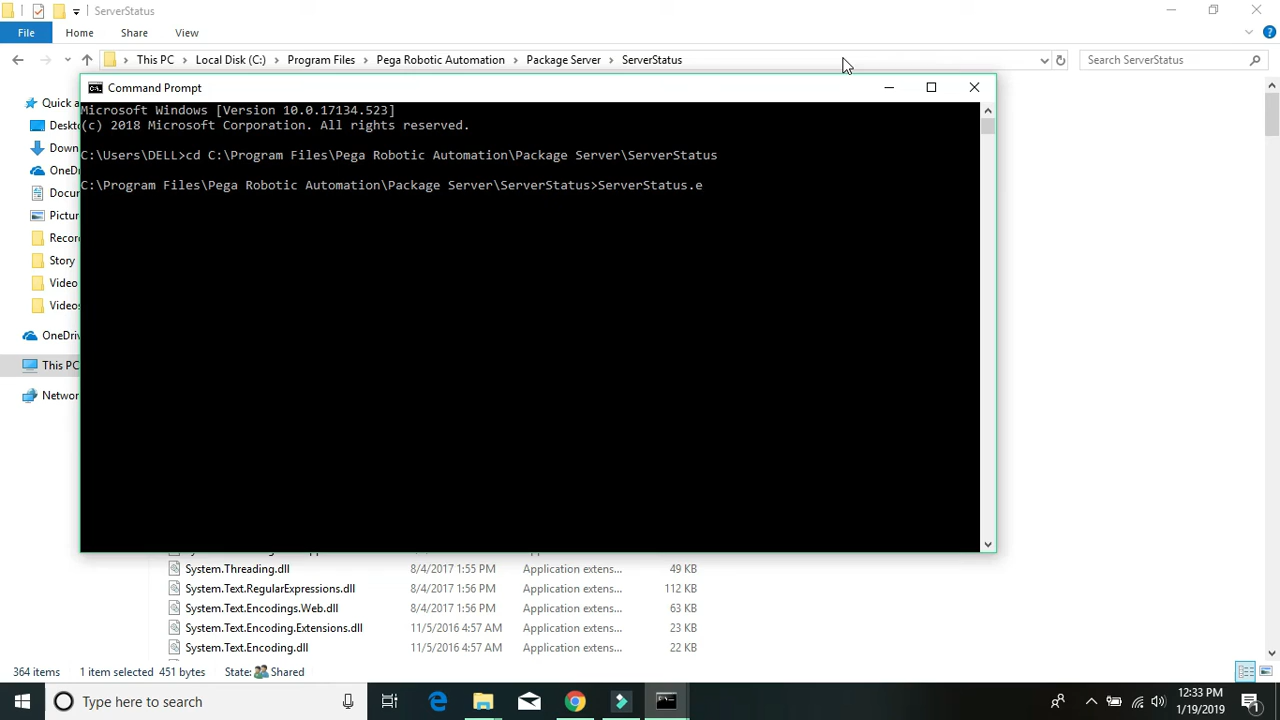 ServerStatus
File Home Share View
This PC Local Disk (C:) Program Files Pega Robotic Automation Package Server ServerStatus
Search ServerStatus
Command Prompt
Microsoft Windows [Version 10.0.17134.523]
(c) 2018 Microsoft Corporation. All rights reserved.
C:\Users\DELL>cd C:\Program Files\Pega Robotic Automation\Package Server\ServerStatus
C:\Program Files\Pega Robotic Automation\Package Server\ServerStatus>ServerStatus.e
Quick a
Deskto
Down
OneDri
Docum
Picture
Record
Story
Video
Videos
OneDriv
This PC
Networ
System.Threading.dll 8/4/2017 1:55 PM Application extens... 49 KB
System.Text.RegularExpressions.dll 8/4/2017 1:56 PM Application extens... 112 KB
System.Text.Encodings.Web.dll 8/4/2017 1:56 PM Application extens... 63 KB
System.Text.Encoding.Extensions.dll 11/5/2016 4:57 AM Application extens... 23 KB
System.Text.Encoding.dll 11/5/2016 4:57 AM Application extens... 22 KB
364 items 1 item selected 451 bytes State: Shared
Type here to search
12:33 PM
1/19/2019
1